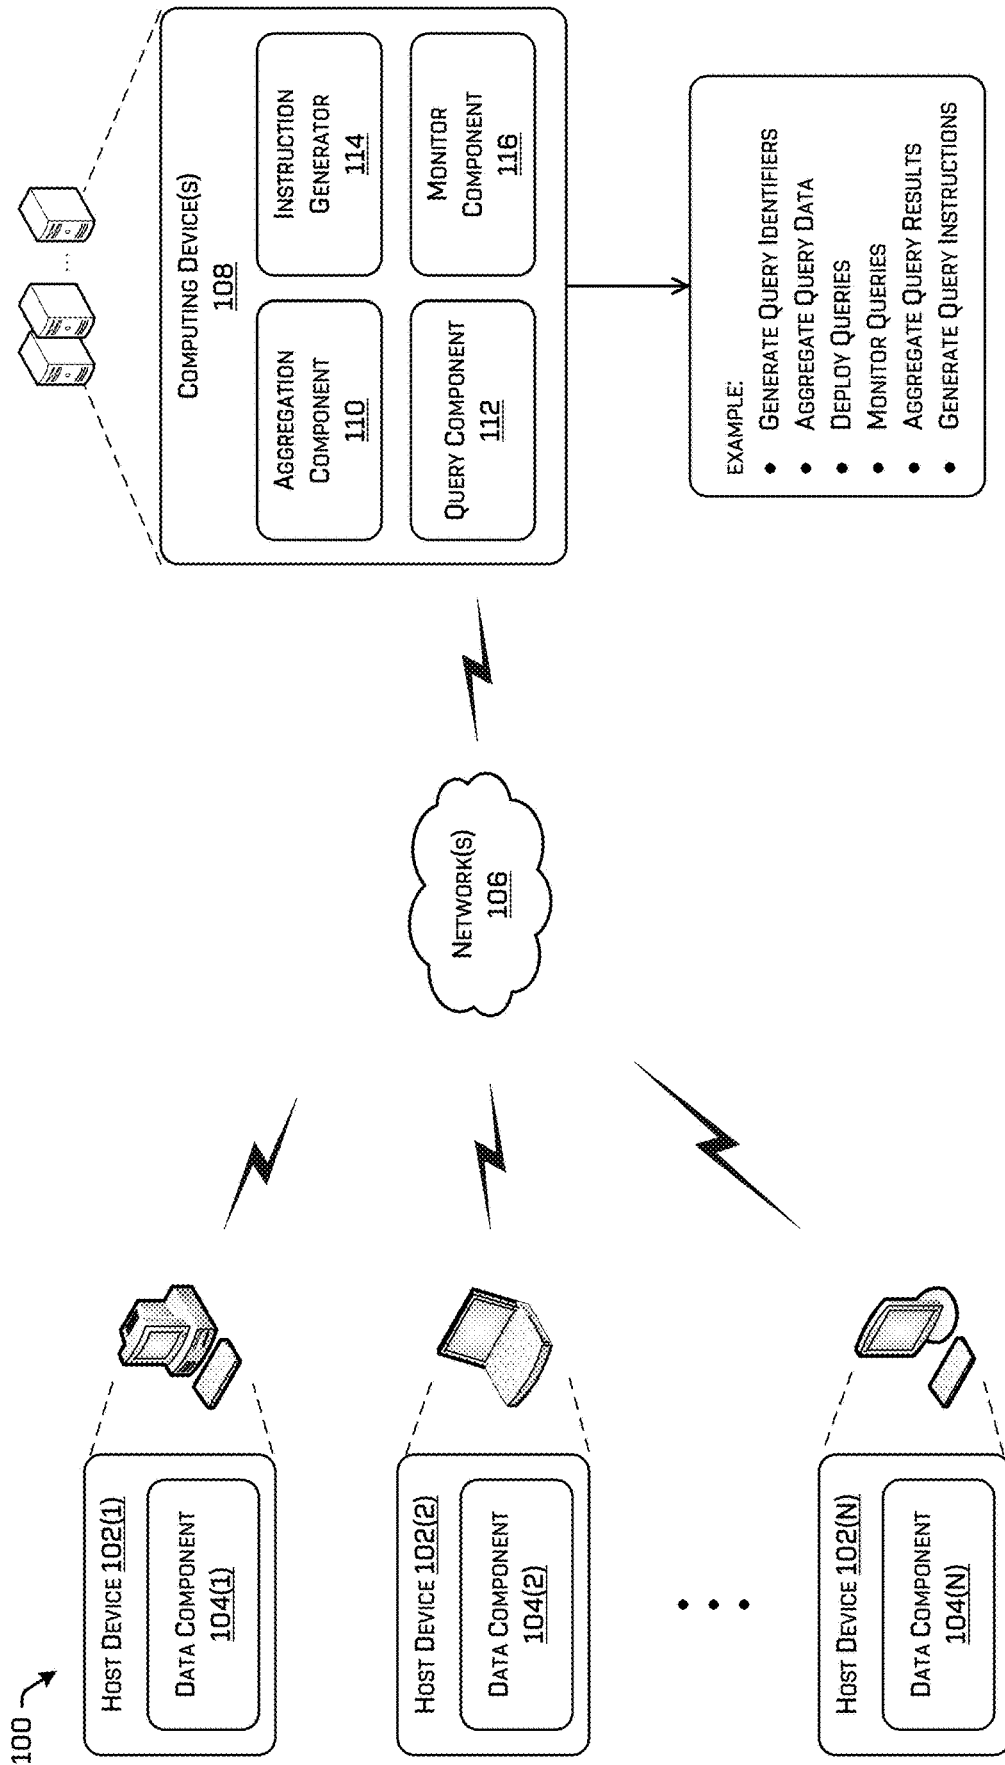 100
HOST DEVICE 102(1)
DATA COMPONENT
104(1)
HOST DEVICE 102(2)
DATA COMPONENT
104(2)
HOST DEVICE 102(N)
DATA COMPONENT
104(N)
NETWORK(S)
106
COMPUTING DEVICE(S)
108
AGGREGATION
COMPONENT
110
INSTRUCTION
GENERATOR
114
QUERY COMPONENT
112
MONITOR
COMPONENT
116
EXAMPLE:
• GENERATE QUERY IDENTIFIERS
• AGGREGATE QUERY DATA
• DEPLOY QUERIES
• MONITOR QUERIES
• AGGREGATE QUERY RESULTS
• GENERATE QUERY INSTRUCTIONS